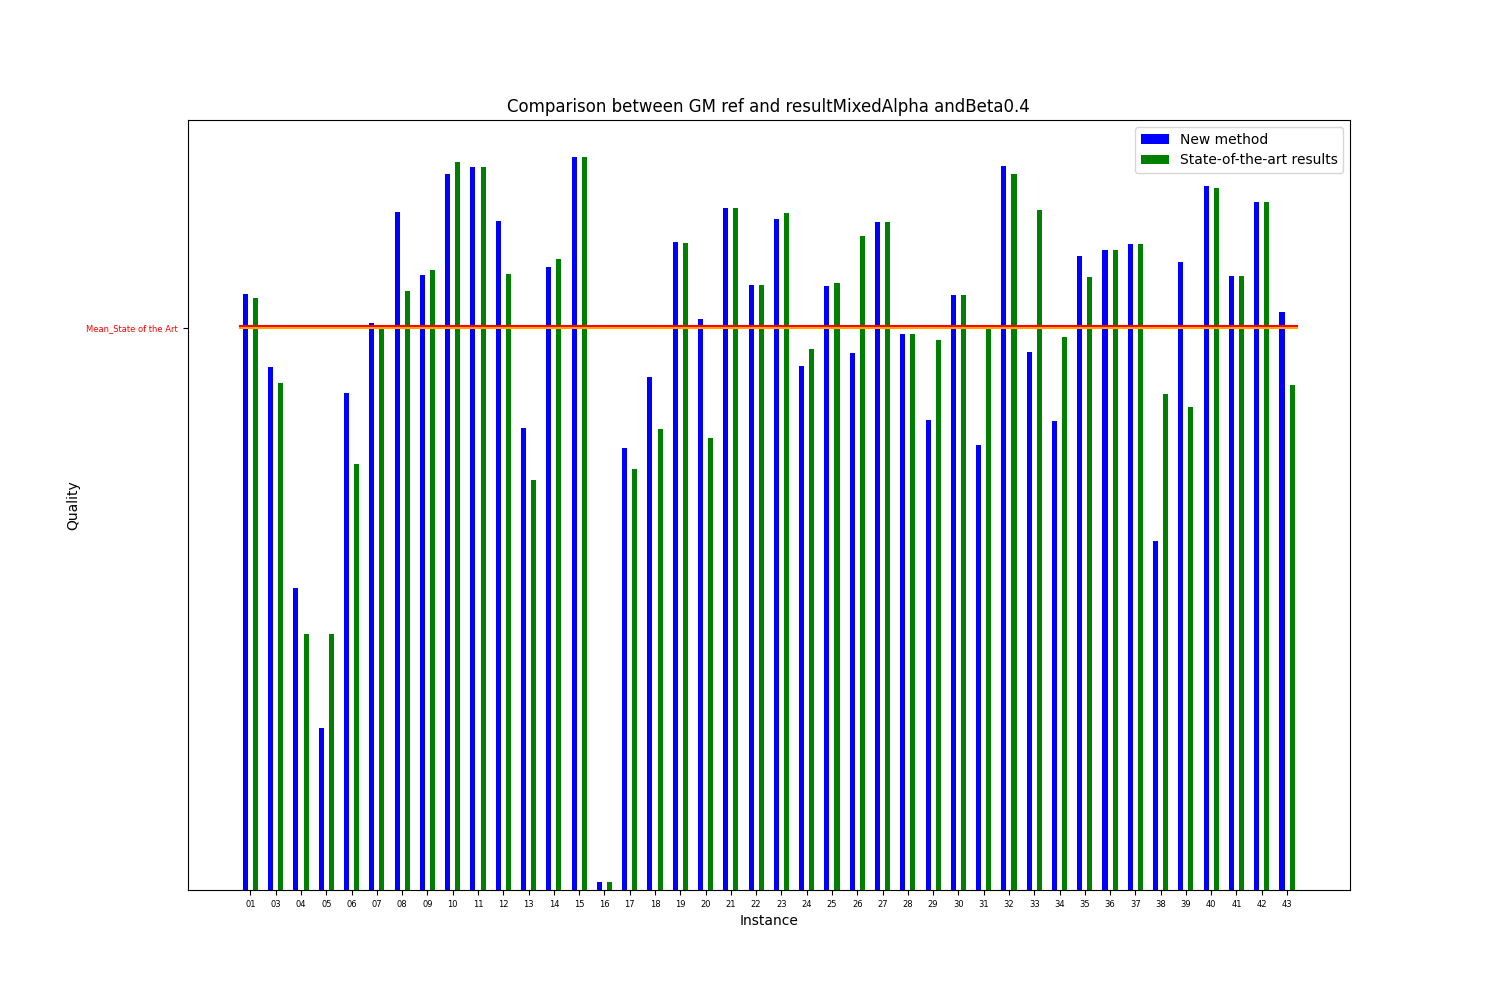 Comparison between GM ref and resultMixedAlpha andBeta0.4
New method
State-of-the-art results
Mean_State of the Art
Quality
01 03 04 05 06 07 08 09 10 11 12 13 14 15 16 17 18 19 20 21 22 23 24 25 26 27 28 29 30 31 32 33 34 35 36 37 38 39 40 41 42 43
Instance